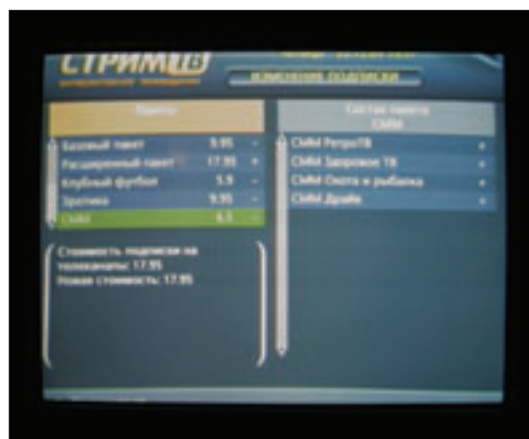 СТРИМ ТВ
ИЗМЕНЕНИЕ ПОДПИСКИ
Пакеты
Базовый пакет 9.95 -
Расширенный пакет 17.95 +
Клубный футбол 5.9 -
Эротика 9.95 -
СММ 6.5 -
Стоимость подписки на
телеканалы: 17.95
Новая стоимость: 17.95
Состав пакета
СММ
СММ РетроТВ +
СММ Здоровое ТВ +
СММ Охота и рыбалка +
СММ Драйв +